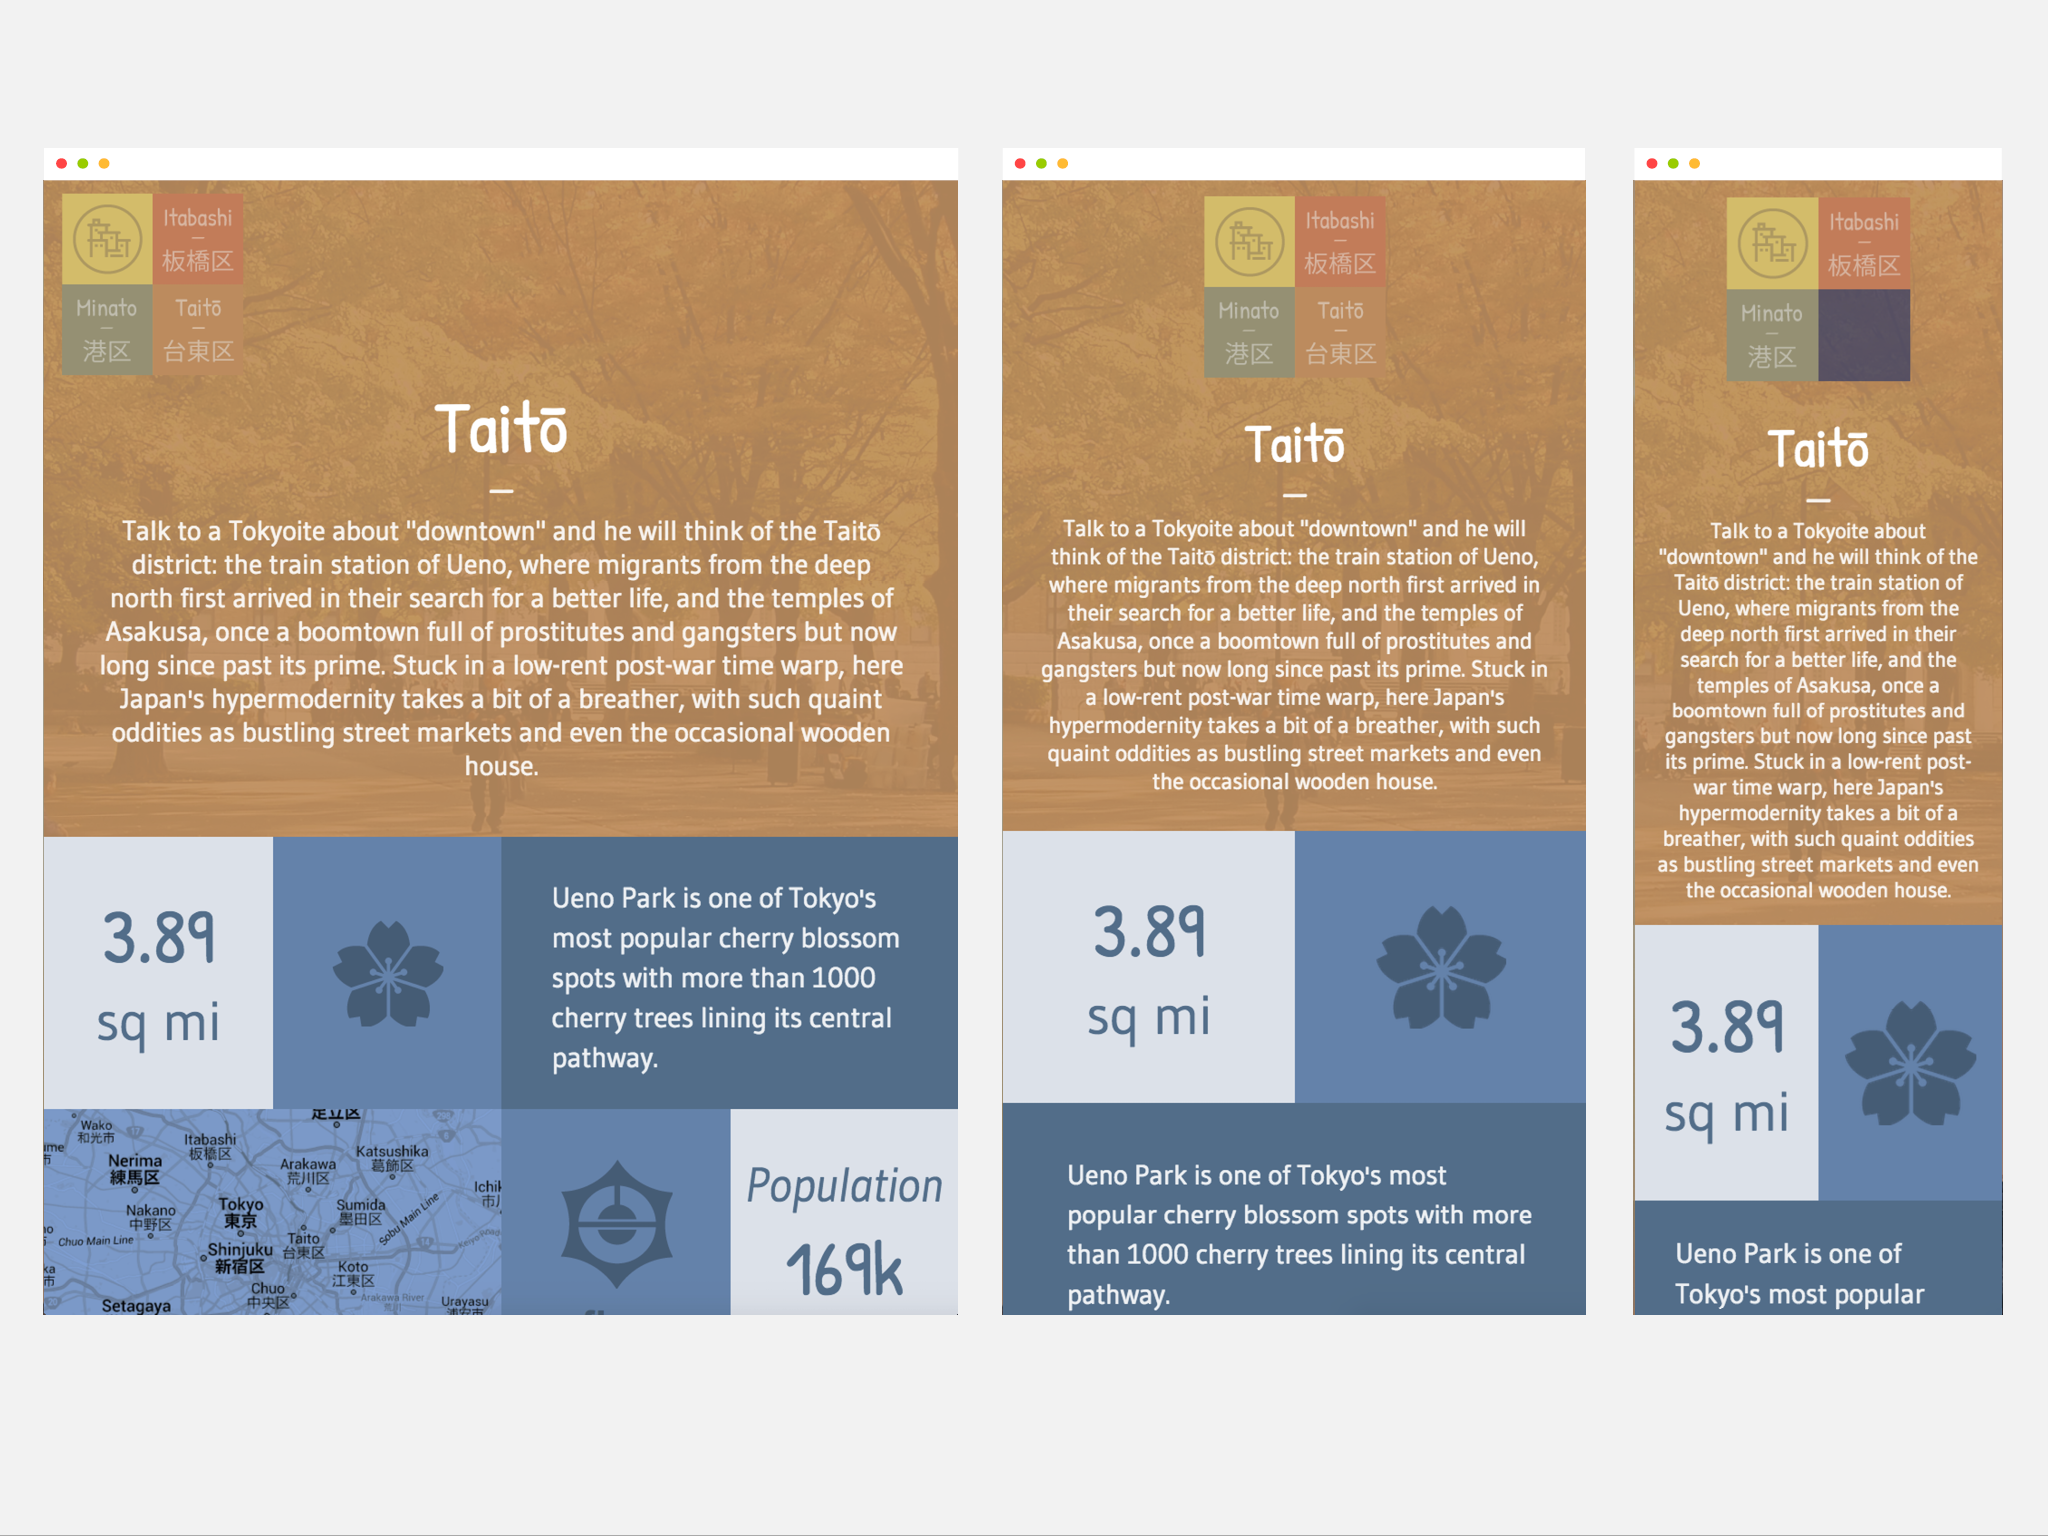 Itabashi
板橋区
Minato
港区
Taitō
台東区
Taitō
Talk to a Tokyoite about "downtown" and he will think of the Taitō
district: the train station of Ueno, where migrants from the deep
north first arrived in their search for a better life, and the temples of
Asakusa, once a boomtown full of prostitutes and gangsters but now
long since past its prime. Stuck in a low-rent post-war time warp, here
Japan's hypermodernity takes a bit of a breather, with such quaint
oddities as bustling street markets and even the occasional wooden
house.
3.89
sq mi
Ueno Park is one of Tokyo's
most popular cherry blossom
spots with more than 1000
cherry trees lining its central
pathway.
足立区
Wako
和光市
Itabashi
板橋区
Katsushika
葛飾区
Nerima
練馬区
Arakawa
荒川区
Tokyo
東京
Sumida
墨田区
Nakano
中野区
Chuo Main Line
Sobu Main Line
Taito
台東区
Shinjuku
新宿区
Koto
江東区
Chuo
中央区
Arakawa River
荒川
Setagaya
Urayasu
浦安市
Population
169k
Itabashi
板橋区
Minato
港区
Taitō
台東区
Taitō
Talk to a Tokyoite about "downtown" and he will
think of the Taitō district: the train station of Ueno,
where migrants from the deep north first arrived in
their search for a better life, and the temples of
Asakusa, once a boomtown full of prostitutes and
gangsters but now long since past its prime. Stuck in
a low-rent post-war time warp, here Japan's
hypermodernity takes a bit of a breather, with such
quaint oddities as bustling street markets and even
the occasional wooden house.
3.89
sq mi
Ueno Park is one of Tokyo's most
popular cherry blossom spots with more
than 1000 cherry trees lining its central
pathway.
Itabashi
板橋区
Minato
港区
Taitō
Talk to a Tokyoite about
"downtown" and he will think of the
Taitō district: the train station of
Ueno, where migrants from the
deep north first arrived in their
search for a better life, and the
temples of Asakusa, once a
boomtown full of prostitutes and
gangsters but now long since past
its prime. Stuck in a low-rent post-
war time warp, here Japan's
hypermodernity takes a bit of a
breather, with such quaint oddities
as bustling street markets and even
the occasional wooden house.
3.89
sq mi
Ueno Park is one of
Tokyo's most popular